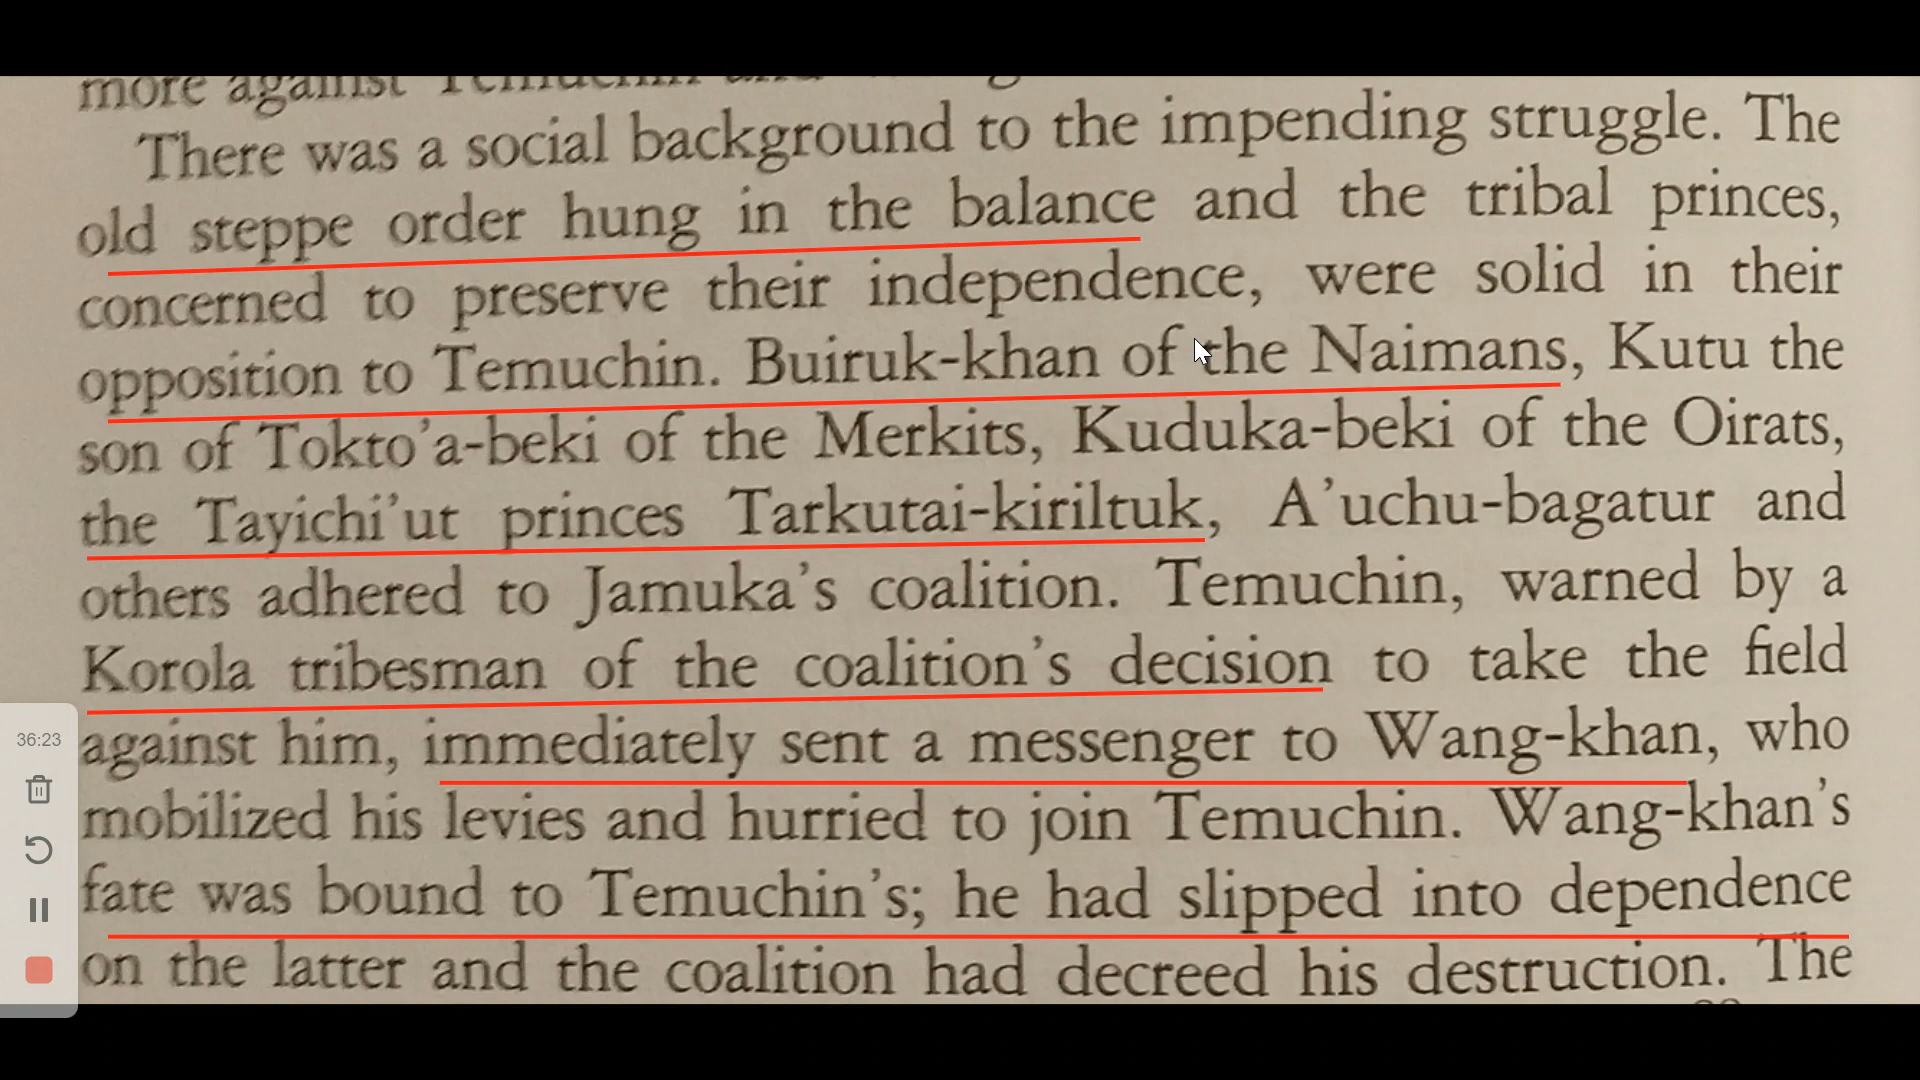 more against Temuchin and
There was a social background to the impending struggle. The
old steppe order hung in the balance and the tribal princes,
concerned to preserve their independence, were solid in their
opposition to Temuchin. Buiruk-khan of the Naimans, Kutu the
son of Tokto’a-beki of the Merkits, Kuduka-beki of the Oirats,
the Tayichi’ut princes Tarkutai-kiriltuk, A’uchu-bagatur and
others adhered to Jamuka’s coalition. Temuchin, warned by a
Korola tribesman of the coalition’s decision to take the field
against him, immediately sent a messenger to Wang-khan, who
mobilized his levies and hurried to join Temuchin. Wang-khan’s
fate was bound to Temuchin’s; he had slipped into dependence
on the latter and the coalition had decreed his destruction. The
36:23